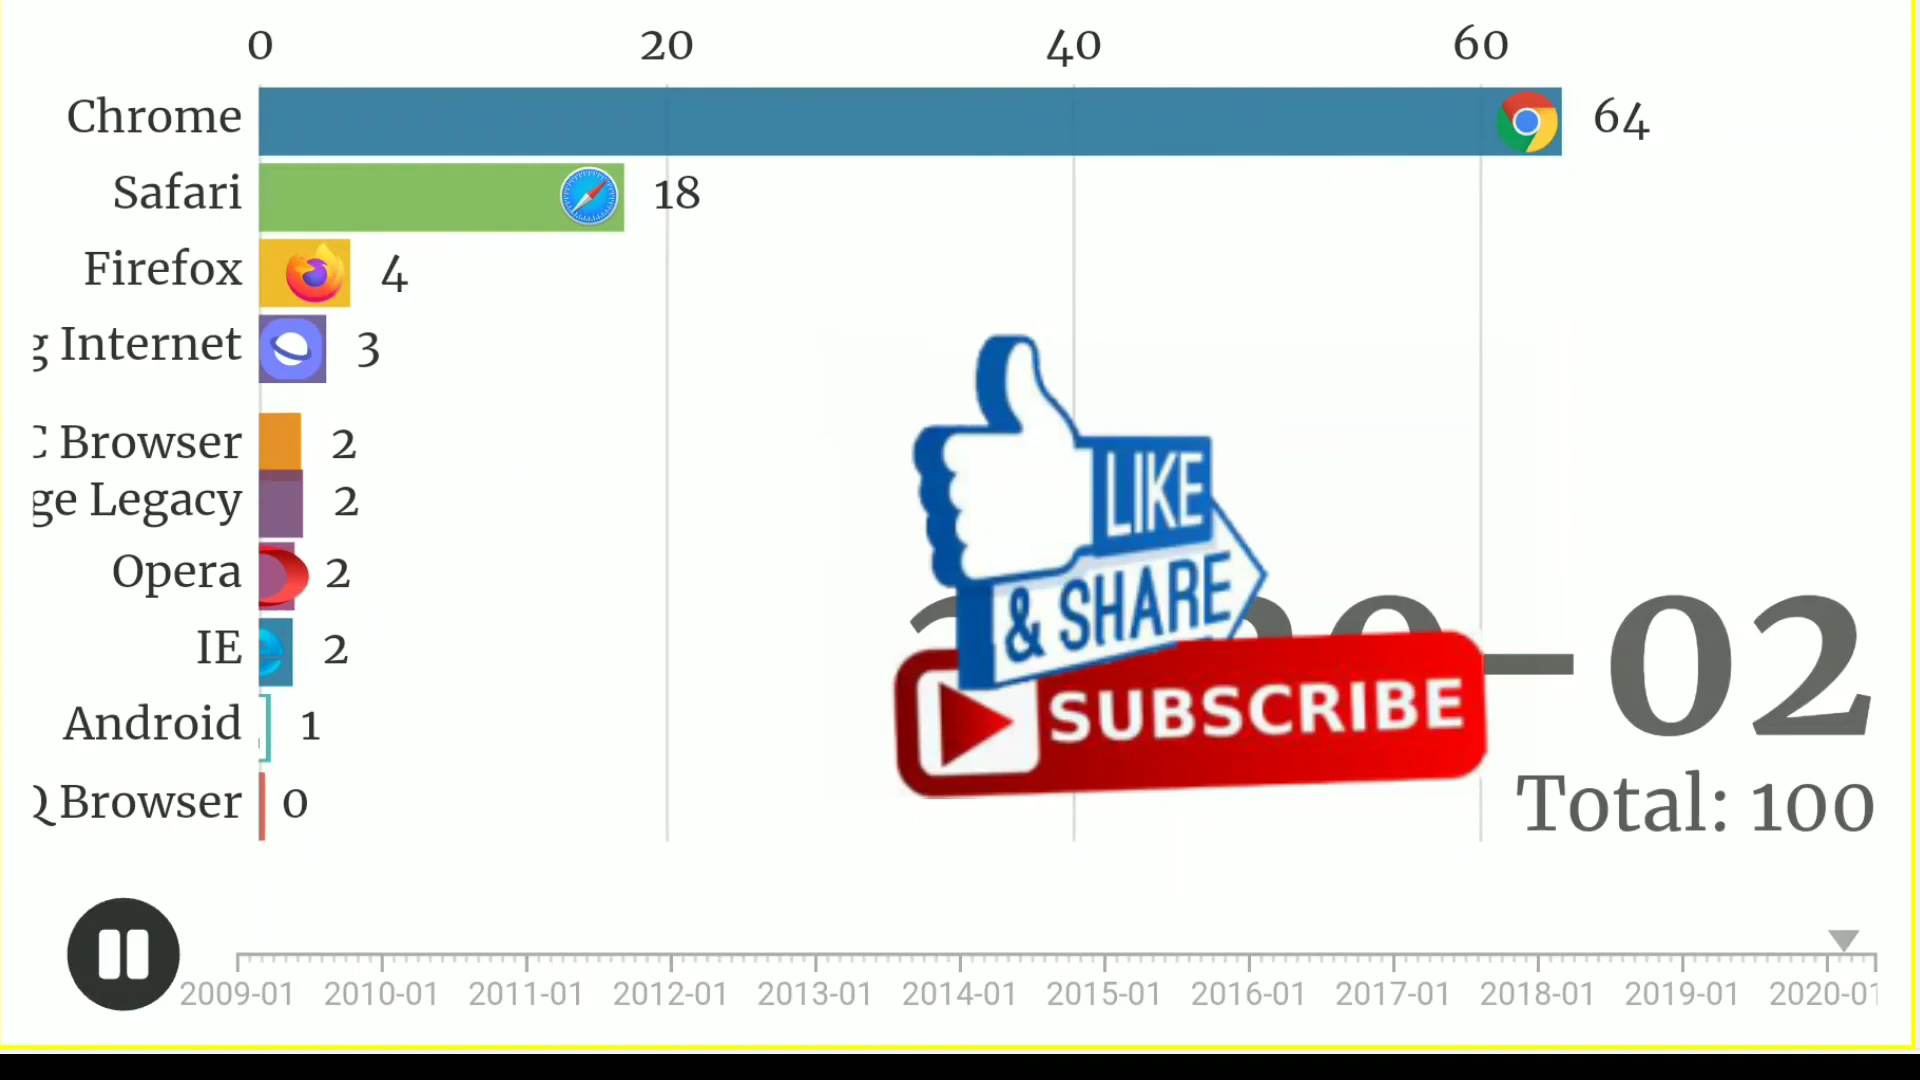 0 20 40 60
Chrome 64
Safari 18
Firefox 4
g Internet 3
C Browser 2
ge Legacy 2
Opera 2
IE 2
Android 1
Q Browser 0
LIKE
& SHARE
SUBSCRIBE
-02
Total: 100
2009-01 2010-01 2011-01 2012-01 2013-01 2014-01 2015-01 2016-01 2017-01 2018-01 2019-01 2020-01